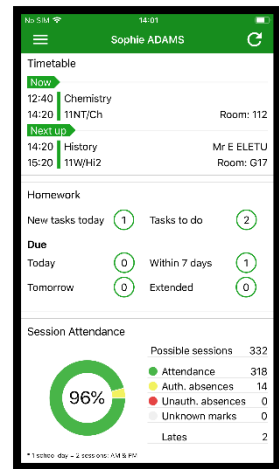 No SIM 14:01
Sophie ADAMS
Timetable
Now
12:40 Chemistry
14:20 11NT/Ch Room: 112
Next up
14:20 History Mr E ELETU
15:20 11W/Hi2 Room: G17
Homework
New tasks today 1 Tasks to do 2
Due
Today 0 Within 7 days 1
Tomorrow 0 Extended 0
Session Attendance
Possible sessions 332
Attendance 318
Auth. absences 14
Unauth. absences 0
Unknown marks 0
Lates 2
96%
* 1 school day = 2 sessions: AM & PM